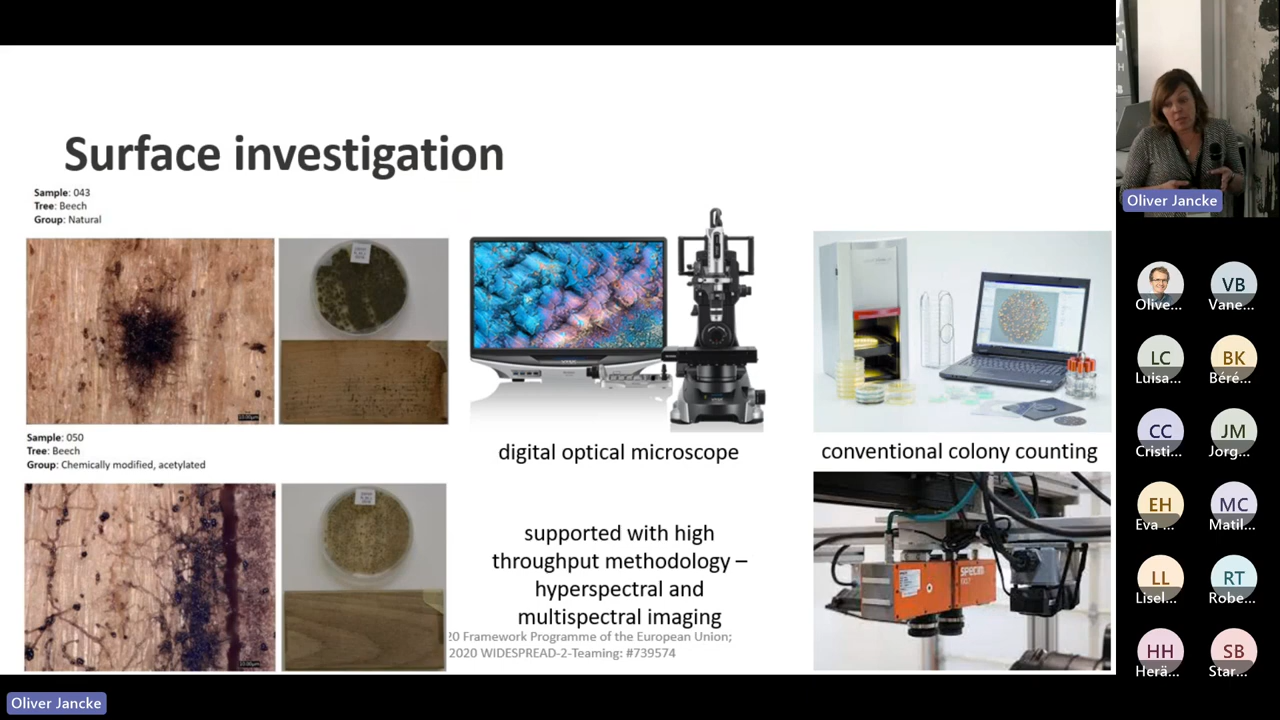 Surface investigation
Sample: 043
Tree: Beech
Group: Natural
Sample: 050
Tree: Beech
Group: Chemically modified, acetylated
digital optical microscope
conventional colony counting
supported with high
throughput methodology –
hyperspectral and
multispectral imaging
20 Framework Programme of the European Union;
2020 WIDESPREAD-2-Teaming: #739574
SPECIM
Oliver Jancke
Olive...
VB
Vane...
LC
Luisa...
BK
Béré...
CC
Cristi...
JM
Jorg...
EH
Eva ...
MC
Matil...
LL
Lisel...
RT
Robe...
HH
Herä...
SB
Star...
Oliver Jancke